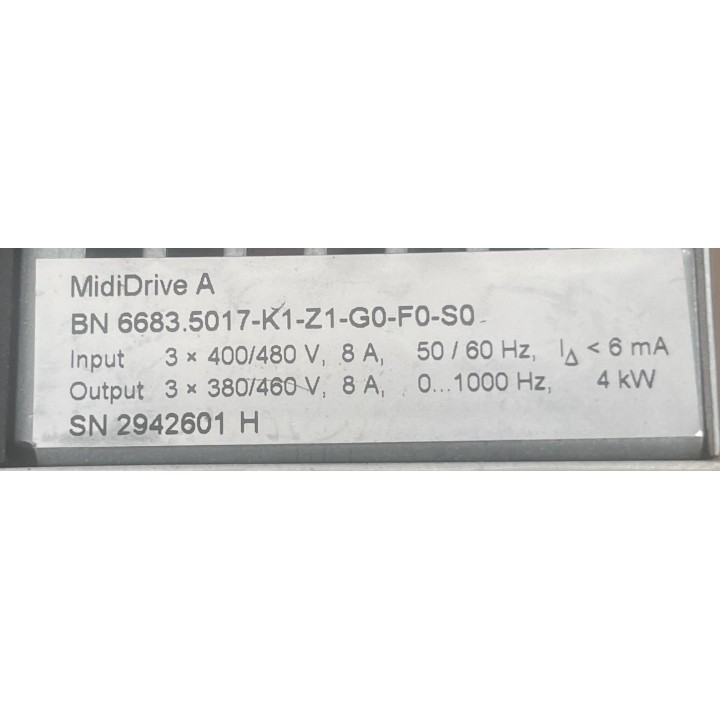 MidiDrive A
BN 6683.5017-K1-Z1-G0-F0-S0
Input 3 × 400/480 V, 8 A, 50 / 60 Hz, I∆ < 6 mA
Output 3 × 380/460 V, 8 A, 0...1000 Hz, 4 kW
SN 2942601 H